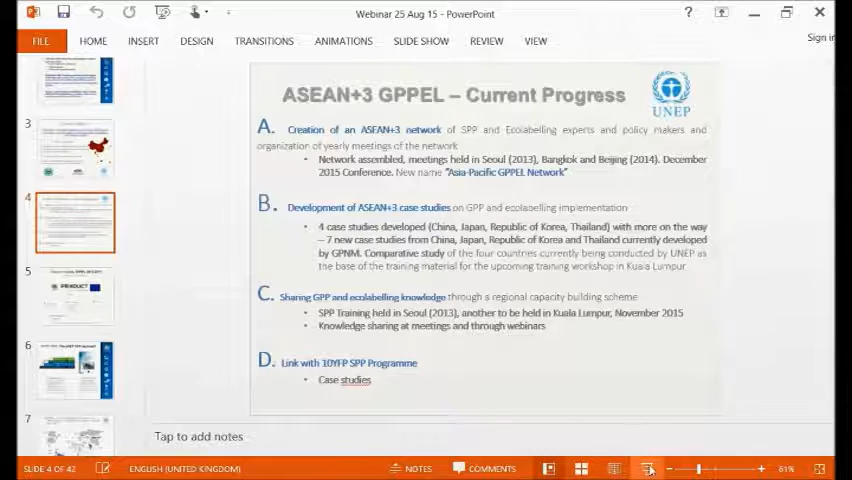 Webinar 25 Aug 15 - PowerPoint
Sign in
FILE HOME INSERT DESIGN TRANSITIONS ANIMATIONS SLIDE SHOW REVIEW VIEW
3
4
5
6
7
ASEAN+3 GPPEL – Current Progress
UNEP
A. Creation of an ASEAN+3 network of SPP and Ecolabelling experts and policy makers and
organization of yearly meetings of the network
• Network assembled, meetings held in Seoul (2013), Bangkok and Beijing (2014). December
2015 Conference. New name "Asia-Pacific GPPEL Network"
B. Development of ASEAN+3 case studies on GPP and ecolabelling implementation
• 4 case studies developed (China, Japan, Republic of Korea, Thailand) with more on the way
– 7 new case studies from China, Japan, Republic of Korea and Thailand currently developed
by GPNM. Comparative study of the four countries currently being conducted by UNEP as
the base of the training material for the upcoming training workshop in Kuala Lumpur
C. Sharing GPP and ecolabelling knowledge through a regional capacity building scheme
• SPP Training held in Seoul (2013), another to be held in Kuala Lumpur, November 2015
• Knowledge sharing at meetings and through webinars
D. Link with 10YFP SPP Programme
• Case studies
Tap to add notes
SLIDE 4 OF 42 ENGLISH (UNITED KINGDOM) NOTES COMMENTS 61%